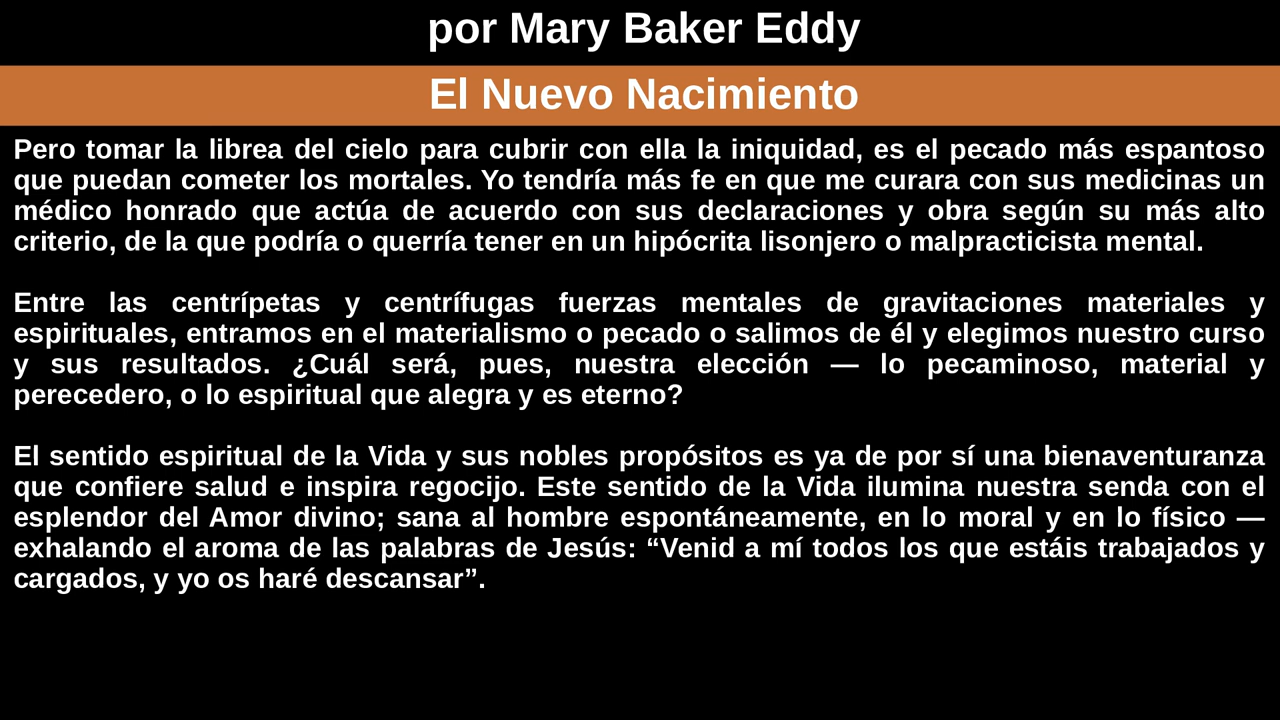 por Mary Baker Eddy
El Nuevo Nacimiento
Pero tomar la librea del cielo para cubrir con ella la iniquidad, es el pecado más espantoso
que puedan cometer los mortales. Yo tendría más fe en que me curara con sus medicinas un
médico honrado que actúa de acuerdo con sus declaraciones y obra según su más alto
criterio, de la que podría o querría tener en un hipócrita lisonjero o malpracticista mental.
Entre las centrípetas y centrífugas fuerzas mentales de gravitaciones materiales y
espirituales, entramos en el materialismo o pecado o salimos de él y elegimos nuestro curso
y sus resultados. ¿Cuál será, pues, nuestra elección — lo pecaminoso, material y
perecedero, o lo espiritual que alegra y es eterno?
El sentido espiritual de la Vida y sus nobles propósitos es ya de por sí una bienaventuranza
que confiere salud e inspira regocijo. Este sentido de la Vida ilumina nuestra senda con el
esplendor del Amor divino; sana al hombre espontáneamente, en lo moral y en lo físico —
exhalando el aroma de las palabras de Jesús: “Venid a mí todos los que estáis trabajados y
cargados, y yo os haré descansar”.